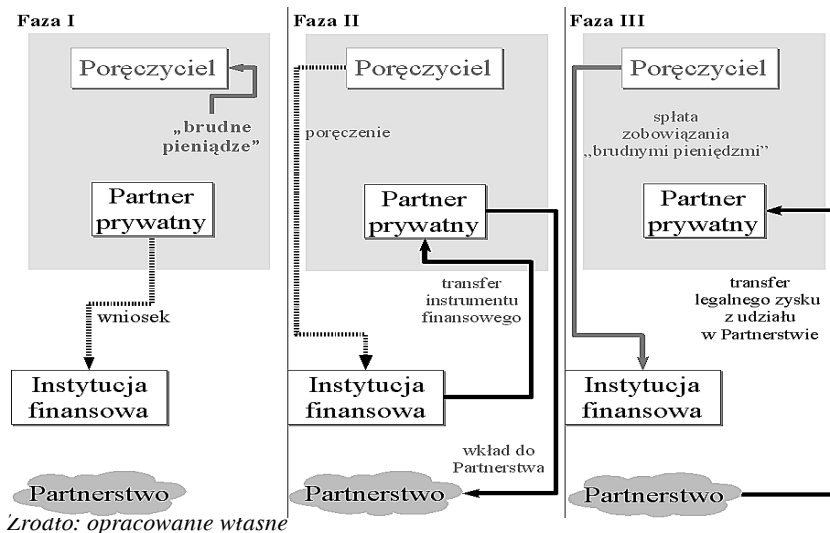 Faza I
Poręczyciel
„brudne
pieniądze”
Partner
prywatny
wniosek
Instytucja
finansowa
Partnerstwo
Faza II
Poręczyciel
poręczenie
Partner
prywatny
transfer
instrumentu
finansowego
Instytucja
finansowa
wkład do
Partnerstwa
Partnerstwo
Faza III
Poręczyciel
spłata
zobowiązania
„brudnymi pieniędzmi”
Partner
prywatny
transfer
legalnego zysku
z udziału
w Partnerstwie
Instytucja
finansowa
Partnerstwo
Źródło: opracowanie własne